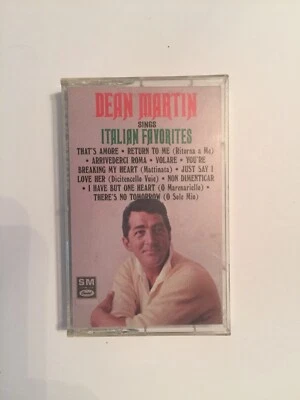 DEAN MARTIN
SINGS
ITALIAN FAVORITES
THAT'S AMORE • RETURN TO ME (Ritorna a Me)
• ARRIVEDERCI ROMA • VOLARE • YOU'RE
BREAKING MY HEART (Mattinata) • JUST SAY I
LOVE HER (Dicitencello Vuie) • NON DIMENTICAR
• I HAVE BUT ONE HEART (O Marenariello) •
THERE'S NO TOMORROW (O Sole Mio)
SM
Capitol